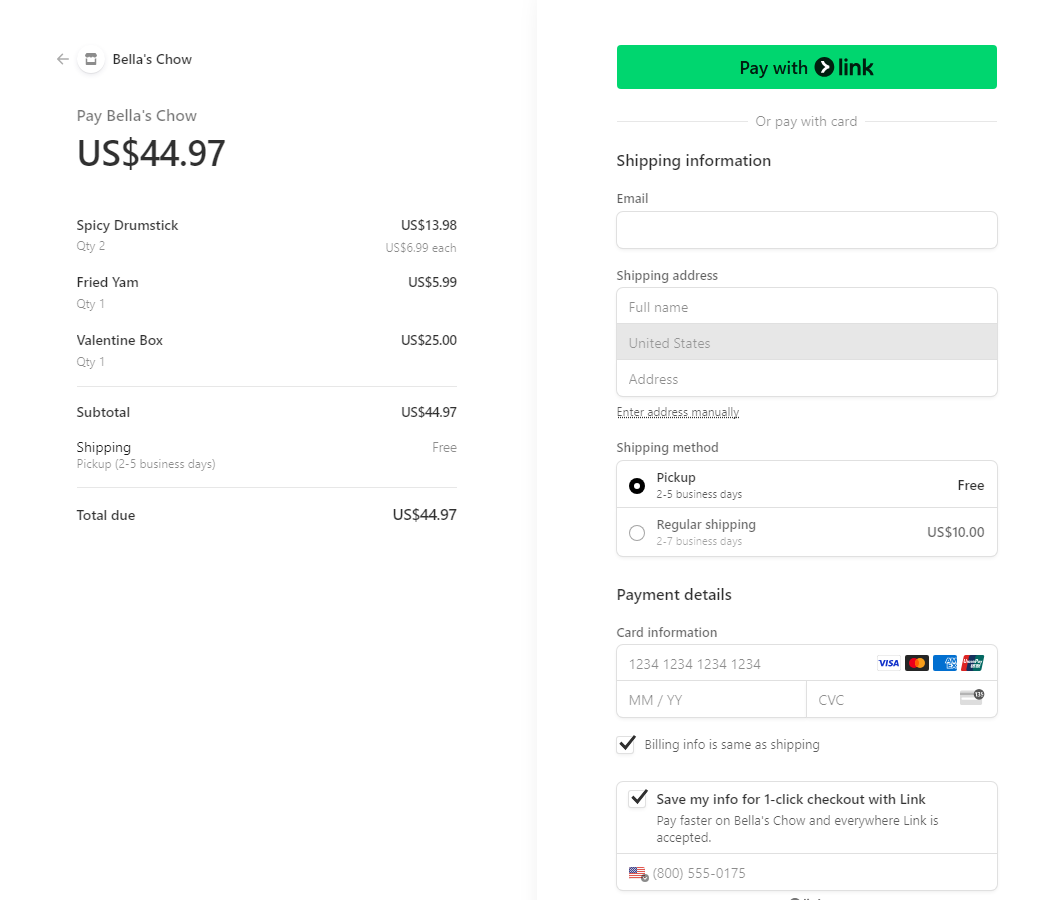 Bella's Chow
Pay Bella's Chow
US$44.97
Spicy Drumstick US$13.98
Qty 2 US$6.99 each
Fried Yam US$5.99
Qty 1
Valentine Box US$25.00
Qty 1
Subtotal US$44.97
Shipping Free
Pickup (2-5 business days)
Total due US$44.97
Pay with link
Or pay with card
Shipping information
Email
Shipping address
Full name
United States
Address
Enter address manually
Shipping method
Pickup Free
2-5 business days
Regular shipping US$10.00
2-7 business days
Payment details
Card information
1234 1234 1234 1234 VISA
MM / YY CVC
Billing info is same as shipping
Save my info for 1-click checkout with Link
Pay faster on Bella's Chow and everywhere Link is
accepted.
(800) 555-0175